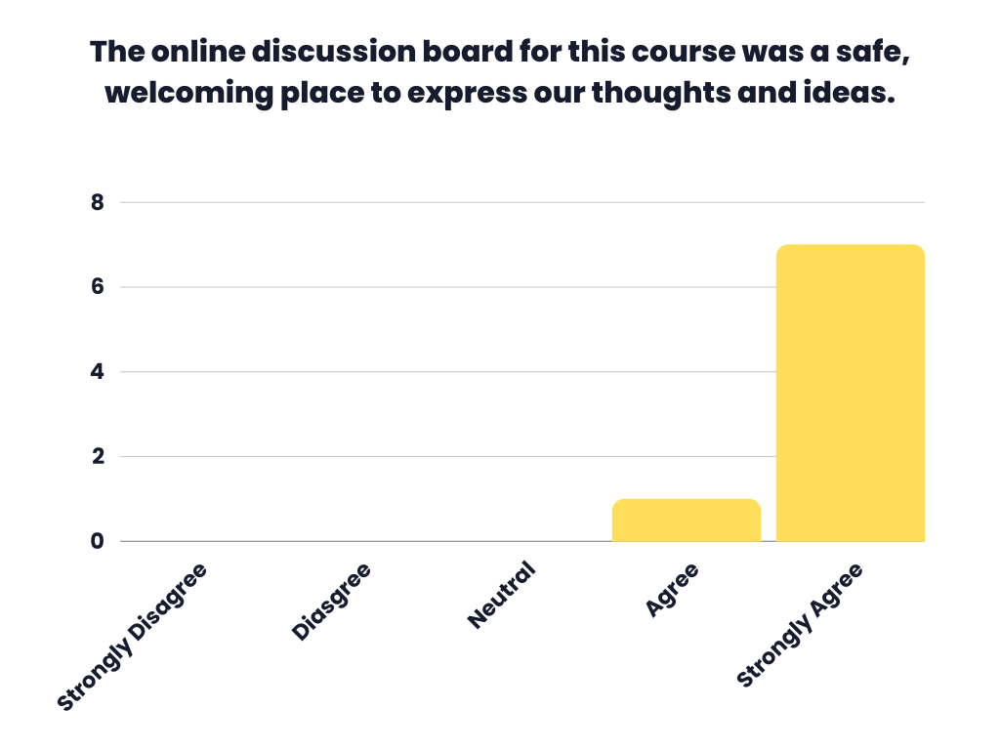 The online discussion board for this course was a safe,
welcoming place to express our thoughts and ideas.
8
6
4
2
0
Strongly Disagree
Diasgree
Neutral
Agree
Strongly Agree